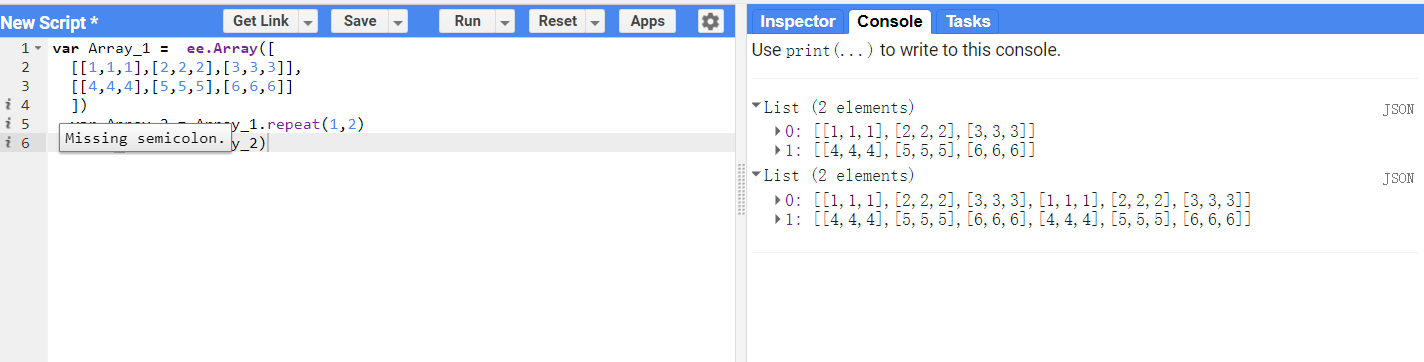 New Script *
Get Link
Save
Run
Reset
Apps
1 var Array_1 =  ee.Array([
2 [[1,1,1],[2,2,2],[3,3,3]],
3 [[4,4,4],[5,5,5],[6,6,6]]
i 4 ])
i 5 Array_1.repeat(1,2)
Missing semicolon.
i 6 y_2)
Inspector
Console
Tasks
Use print(...) to write to this console.
List (2 elements)
JSON
0: [[1,1,1],[2,2,2],[3,3,3]]
1: [[4,4,4],[5,5,5],[6,6,6]]
List (2 elements)
JSON
0: [[1,1,1],[2,2,2],[3,3,3],[1,1,1],[2,2,2],[3,3,3]]
1: [[4,4,4],[5,5,5],[6,6,6],[4,4,4],[5,5,5],[6,6,6]]